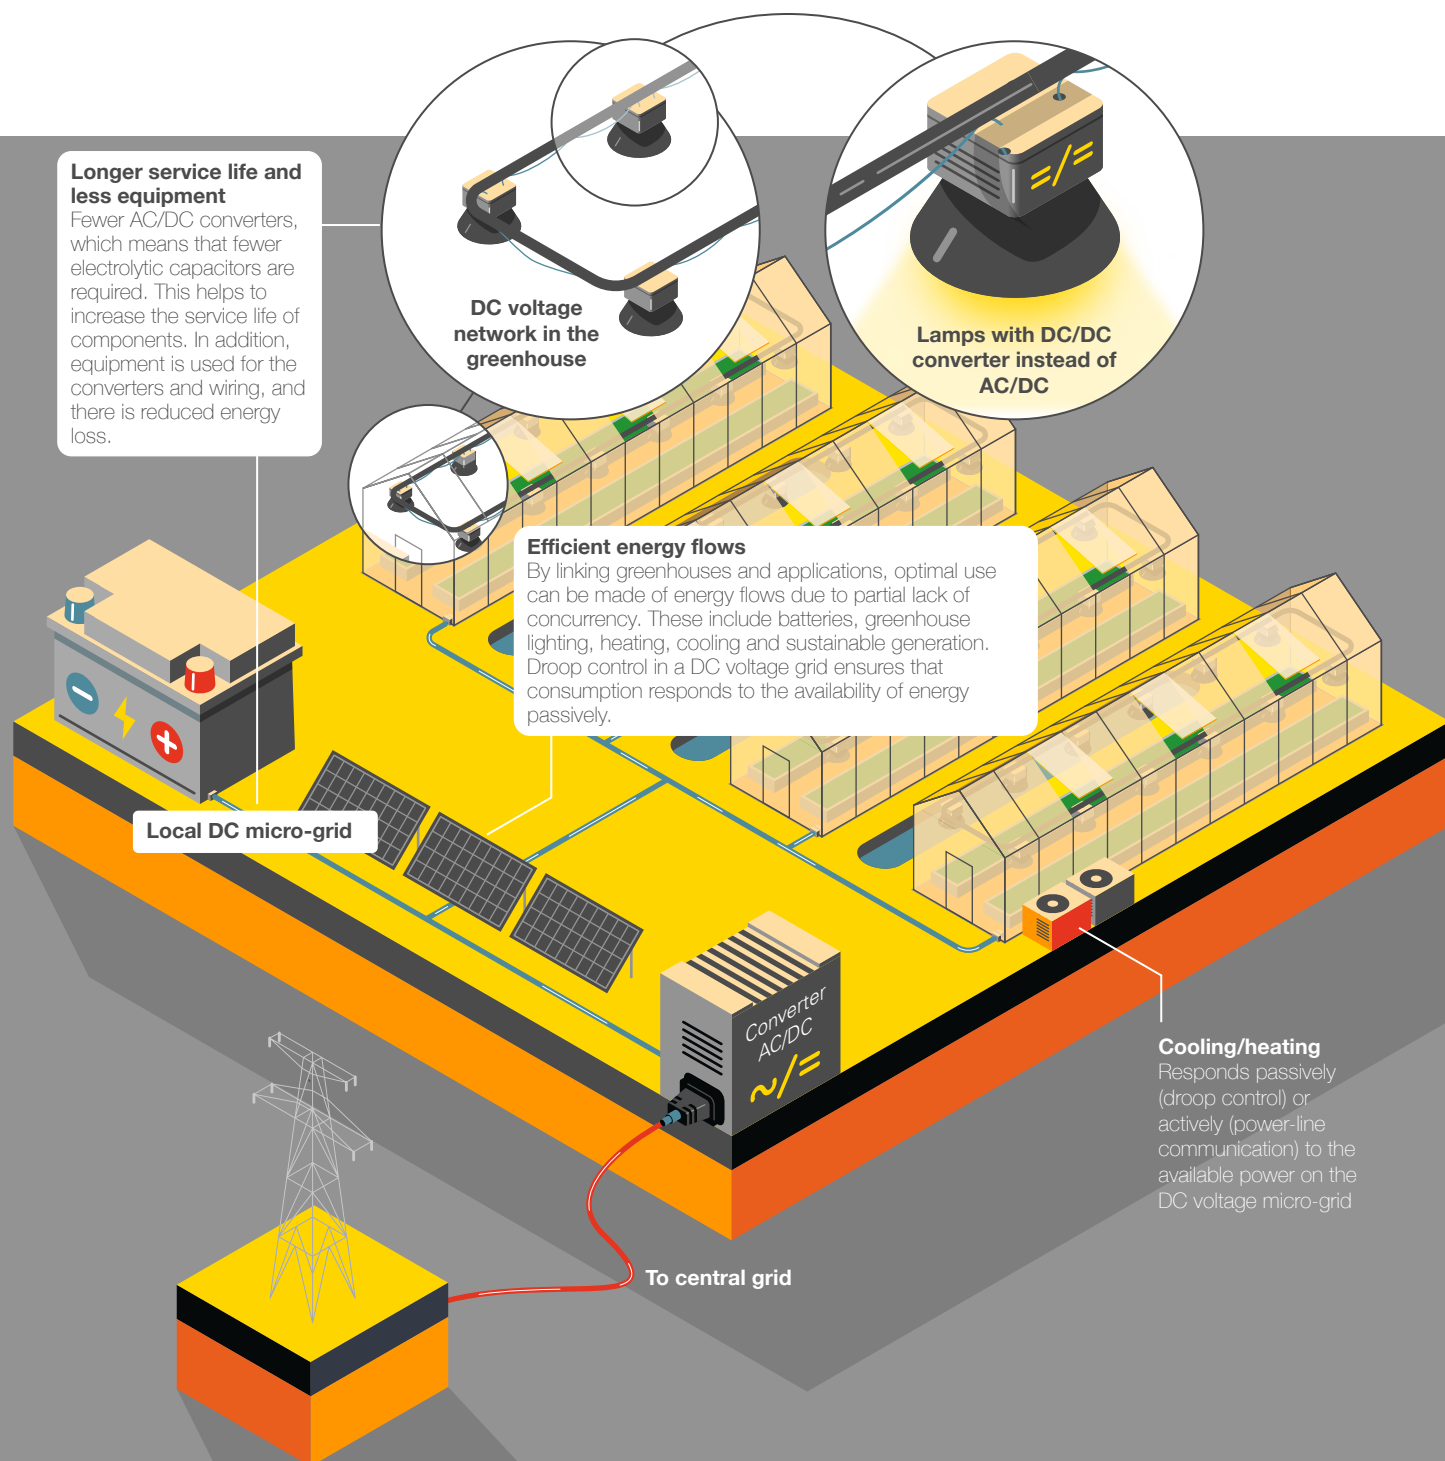 Longer service life and
less equipment
Fewer AC/DC converters,
which means that fewer
electrolytic capacitors are
required. This helps to
increase the service life of
components. In addition,
equipment is used for the
converters and wiring, and
there is reduced energy
loss.
DC voltage
network in the
greenhouse
Lamps with DC/DC
converter instead of
AC/DC
Efficient energy flows
By linking greenhouses and applications, optimal use
can be made of energy flows due to partial lack of
concurrency. These include batteries, greenhouse
lighting, heating, cooling and sustainable generation.
Droop control in a DC voltage grid ensures that
consumption responds to the availability of energy
passively.
Local DC micro-grid
Converter
AC/DC
~/=
Cooling/heating
Responds passively
(droop control) or
actively (power-line
communication) to the
available power on the
DC voltage micro-grid
To central grid